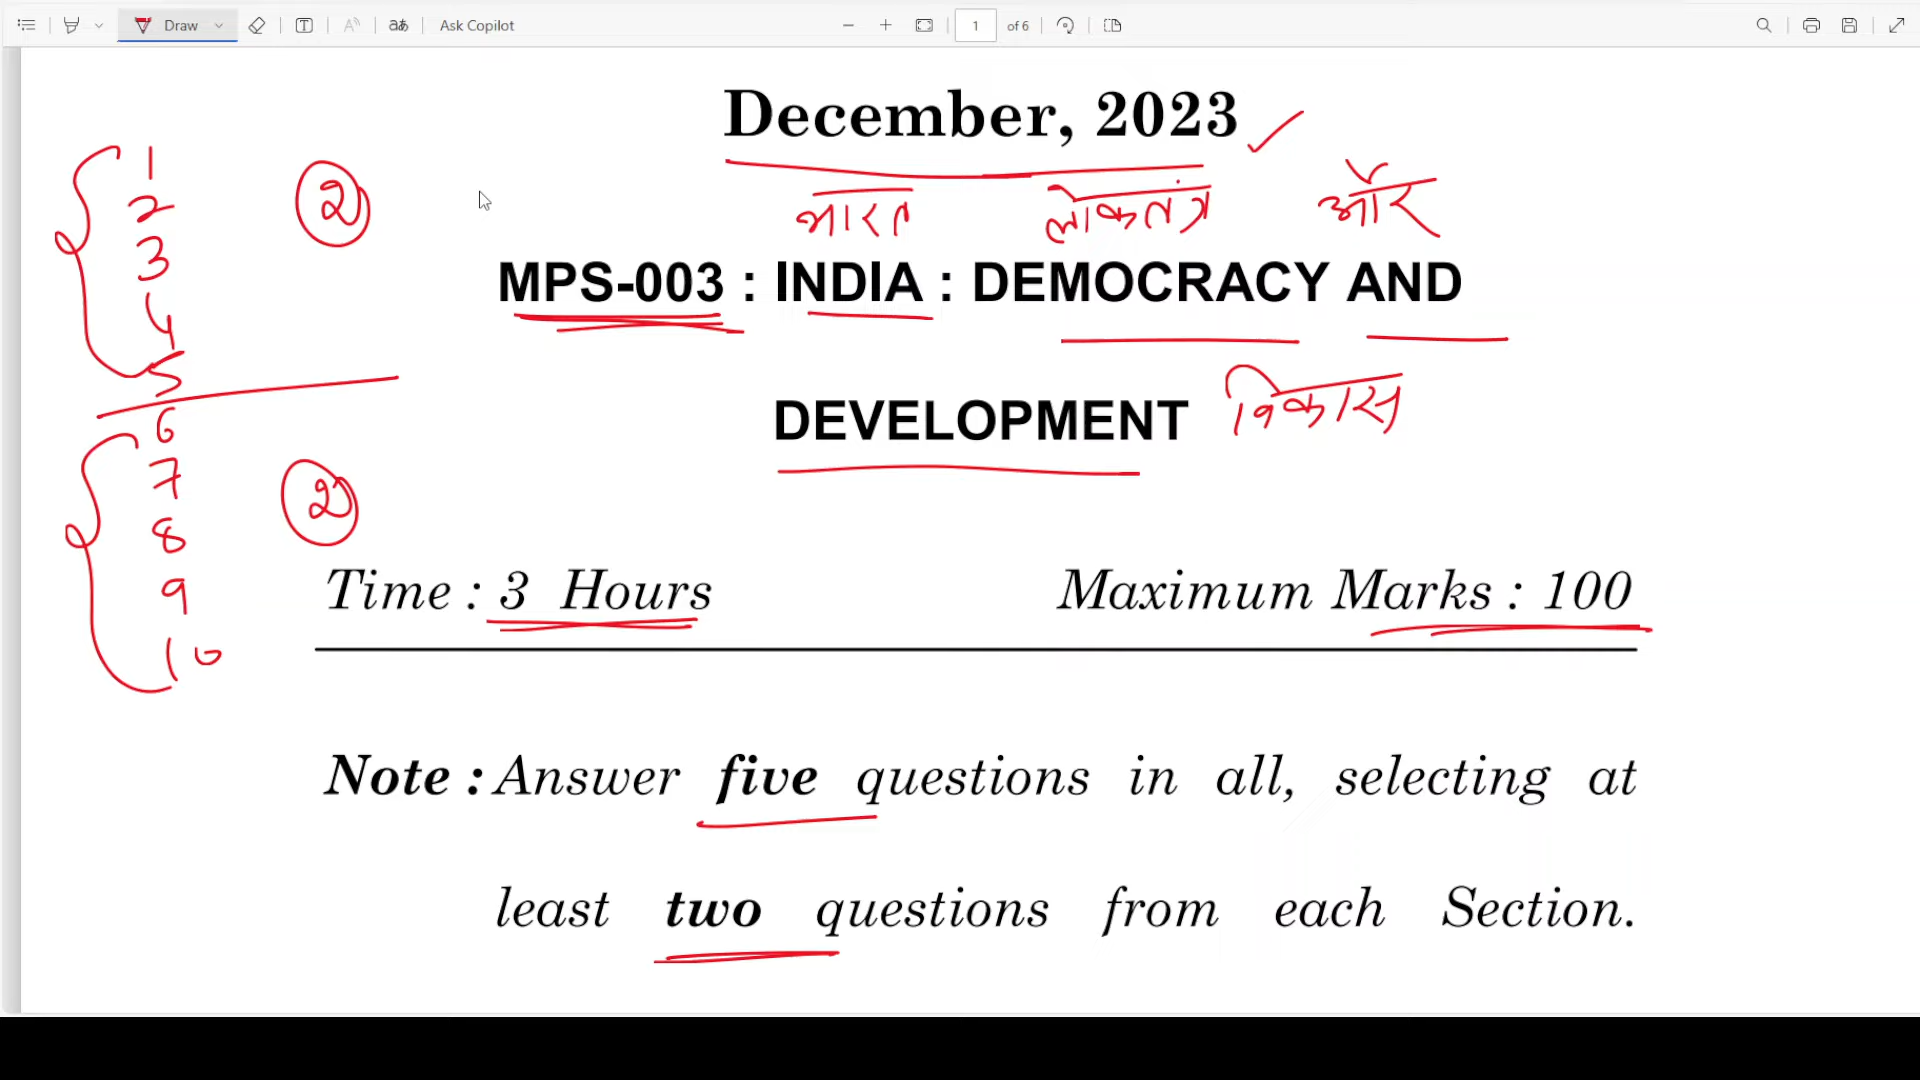 Draw
Ask Copilot
1 of 6
December, 2023
भारत लोकतंत्र और
MPS-003 : INDIA : DEMOCRACY AND
DEVELOPMENT विकास
Time : 3 Hours Maximum Marks : 100
Note : Answer five questions in all, selecting at
least two questions from each Section.
1
2 2
3
4
5
6
7 2
8
9
10